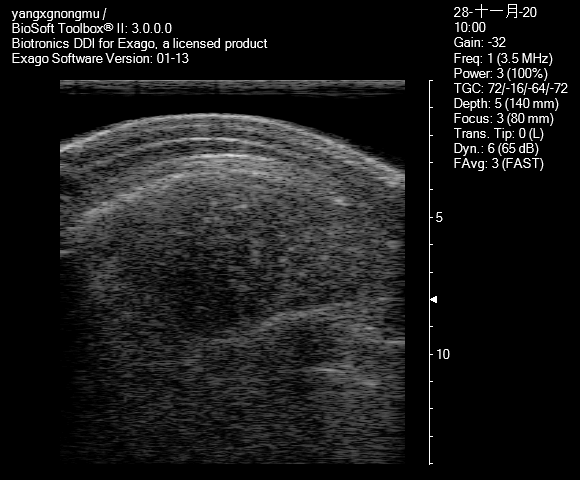 yangxgnongmu /
BioSoft Toolbox® II: 3.0.0.0
Biotronics DDI for Exago, a licensed product
Exago Software Version: 01-13
28-十一月-20
10:00
Gain: -32
Freq: 1 (3.5 MHz)
Power: 3 (100%)
TGC: 72/-16/-64/-72
Depth: 5 (140 mm)
Focus: 3 (80 mm)
Trans. Tip: 0 (L)
Dyn.: 6 (65 dB)
FAvg: 3 (FAST)
5
10